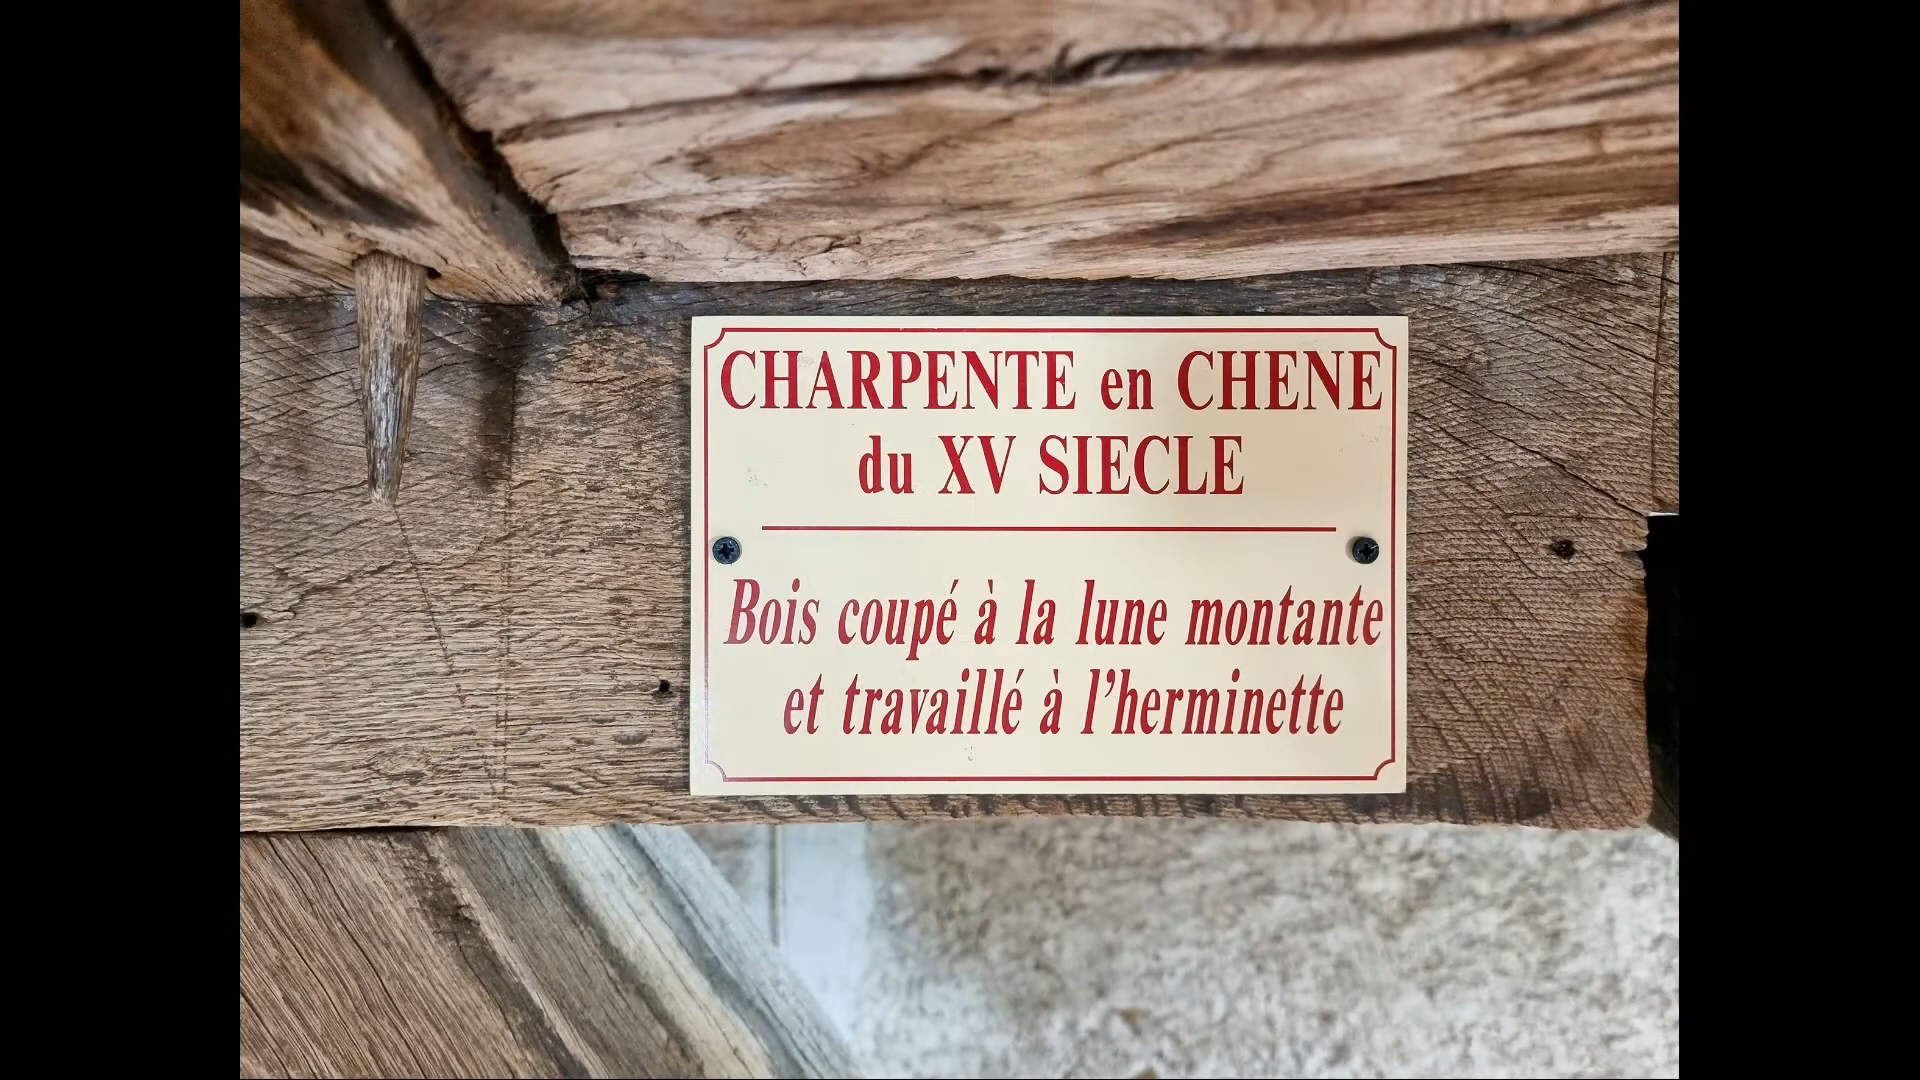 CHARPENTE en CHENE
du XV SIECLE
Bois coupé à la lune montante
et travaillé à l'herminette